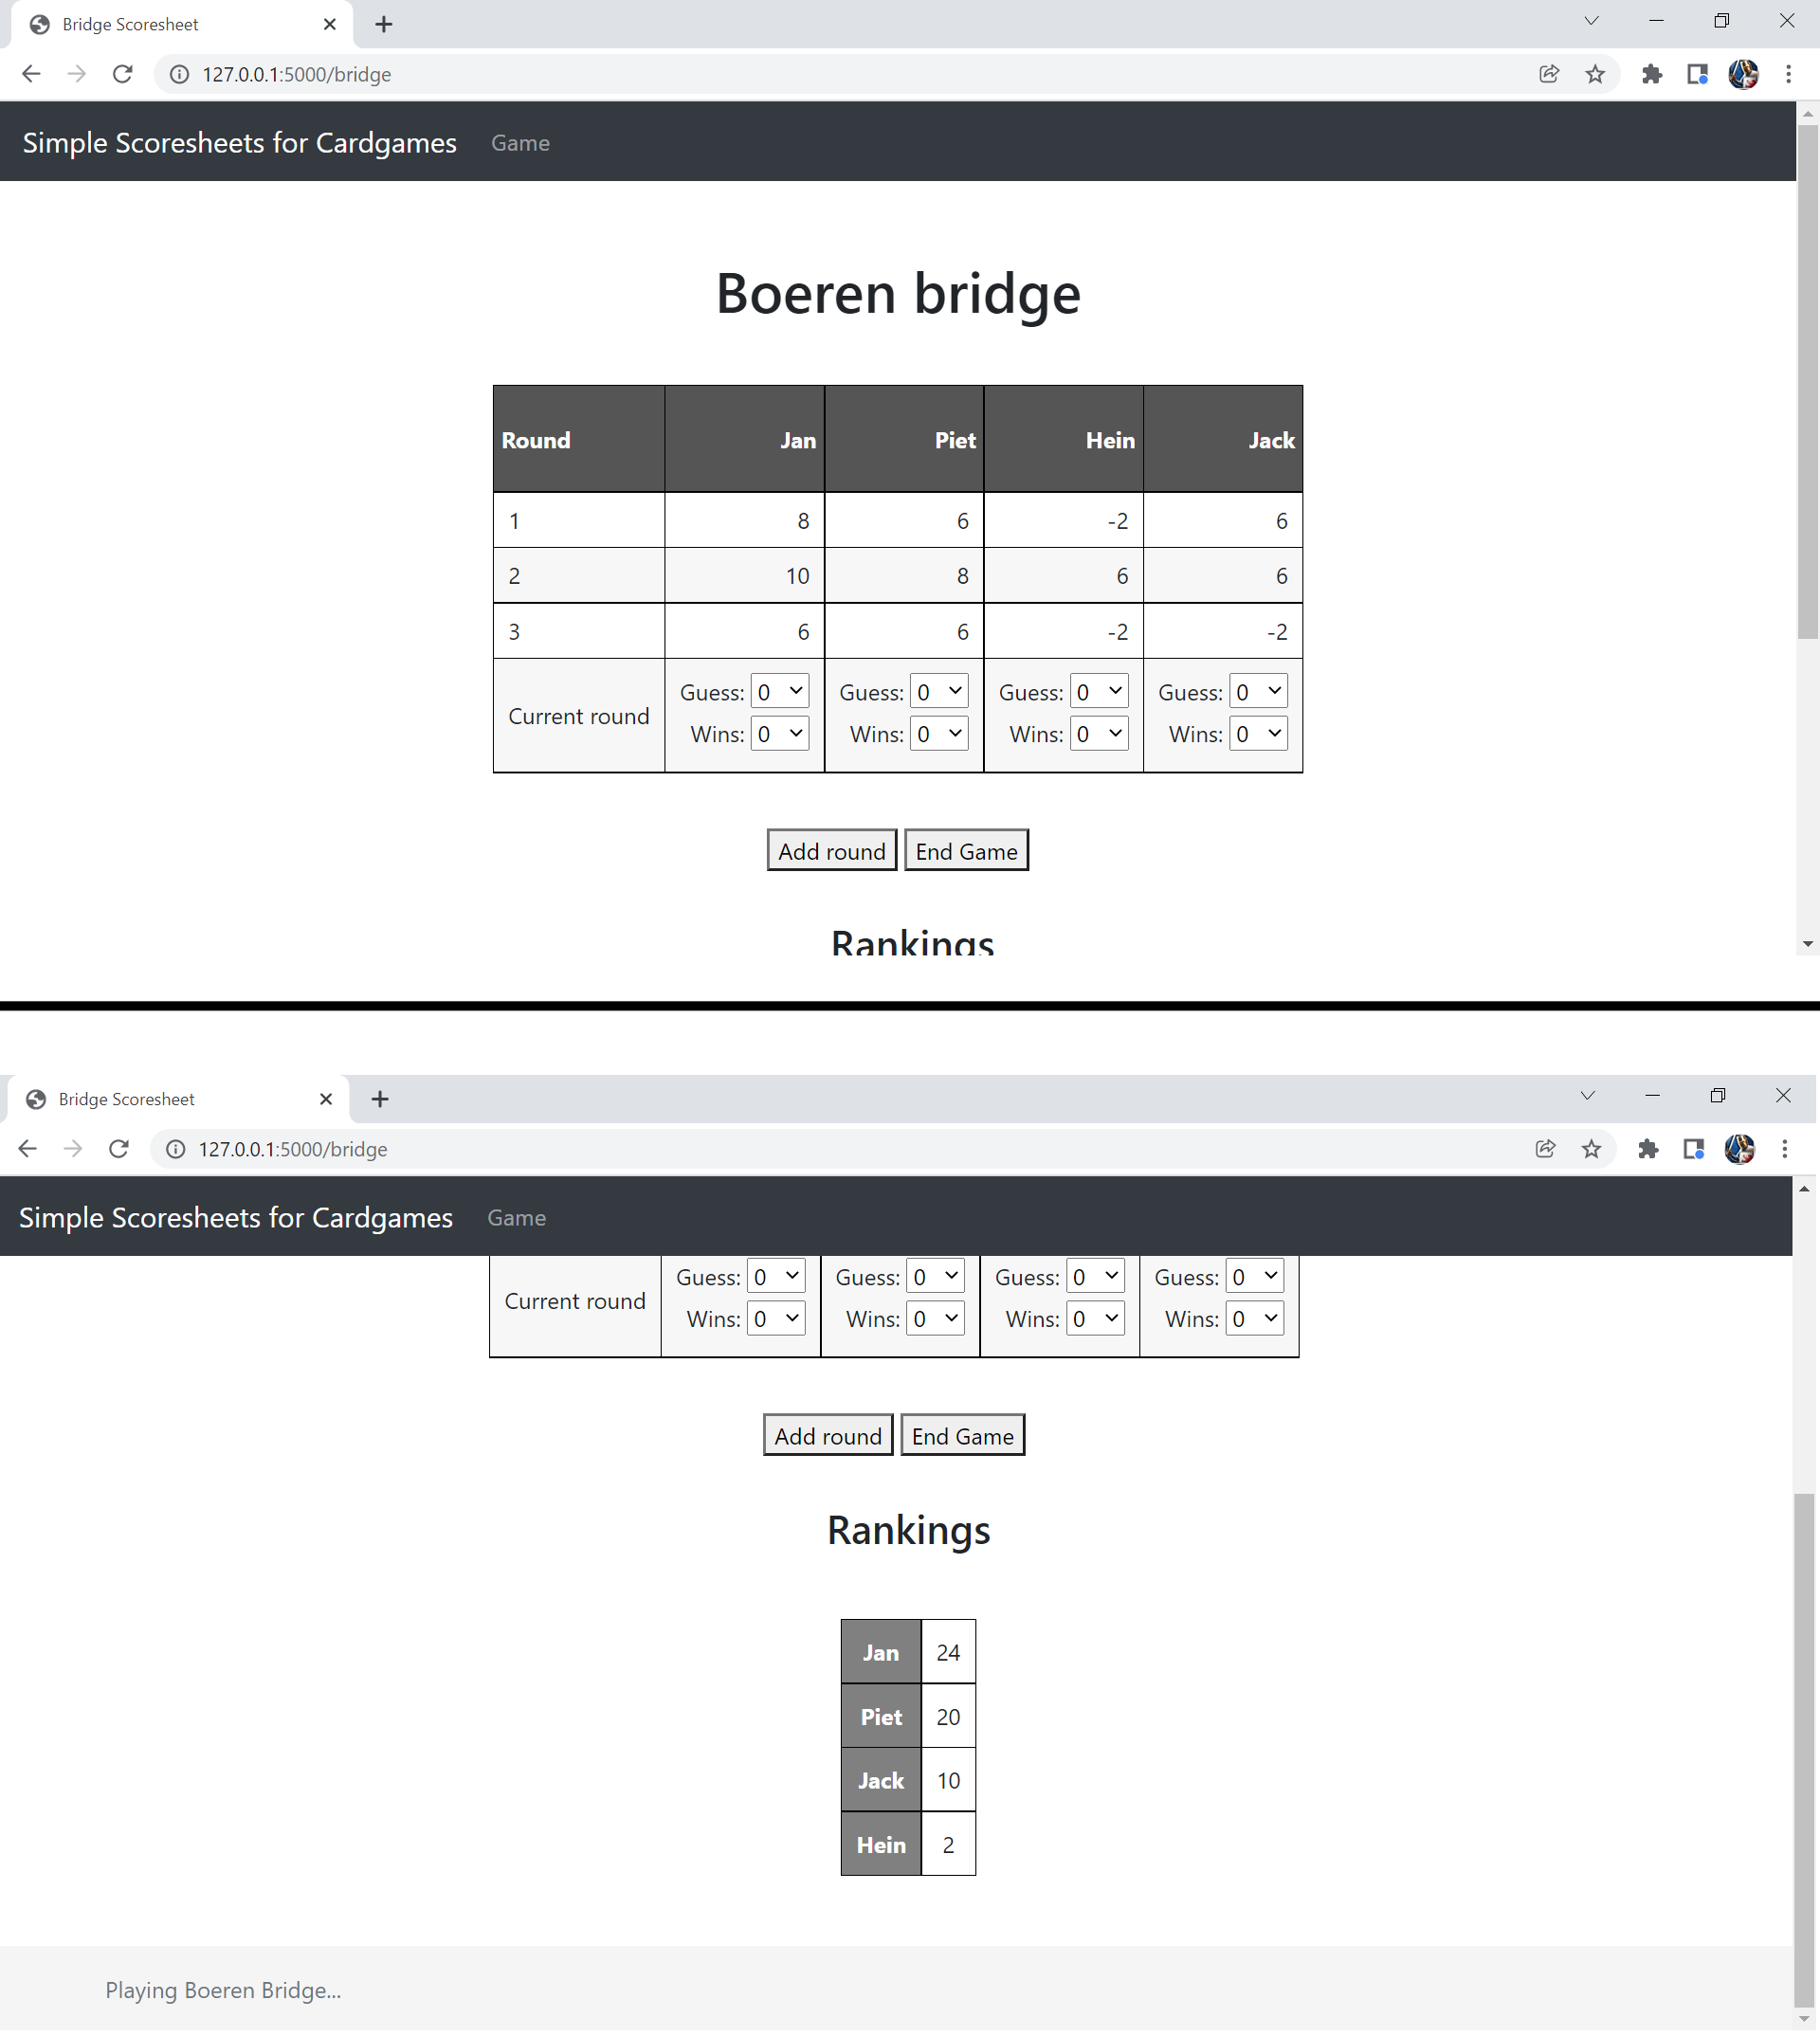 Bridge Scoresheet
127.0.0.1:5000/bridge
Simple Scoresheets for Cardgames Game
Boeren bridge
Round Jan Piet Hein Jack
1 8 6 -2 6
2 10 8 6 6
3 6 6 -2 -2
Guess: 0 Guess: 0 Guess: 0 Guess: 0
Current round
Wins: 0 Wins: 0 Wins: 0 Wins: 0
Add round End Game
Rankings
Bridge Scoresheet
127.0.0.1:5000/bridge
Simple Scoresheets for Cardgames Game
Guess: 0 Guess: 0 Guess: 0 Guess: 0
Current round
Wins: 0 Wins: 0 Wins: 0 Wins: 0
Add round End Game
Rankings
Jan 24
Piet 20
Jack 10
Hein 2
Playing Boeren Bridge...